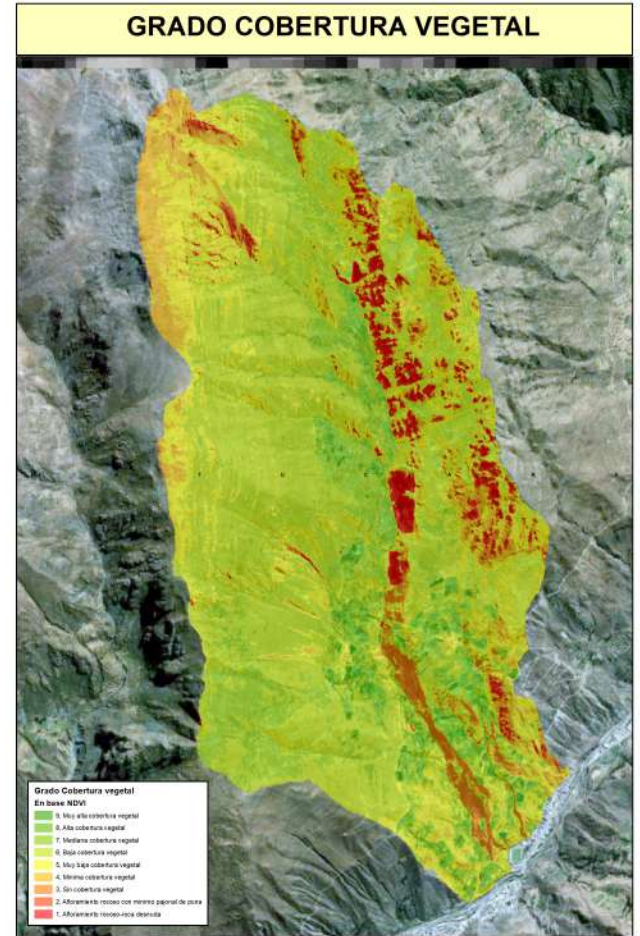 GRADO COBERTURA VEGETAL
Grado Cobertura vegetal
En base NDVI
9. Muy alta cobertura vegetal
8. Alta cobertura vegetal
7. Mediana cobertura vegetal
6. Baja cobertura vegetal
5. Muy baja cobertura vegetal
4. Minima cobertura vegetal
3. Sin cobertura vegetal
2. Afloramiento rocoso con minimo pajonal de puna
1. Afloramiento rocoso-roca desnuda